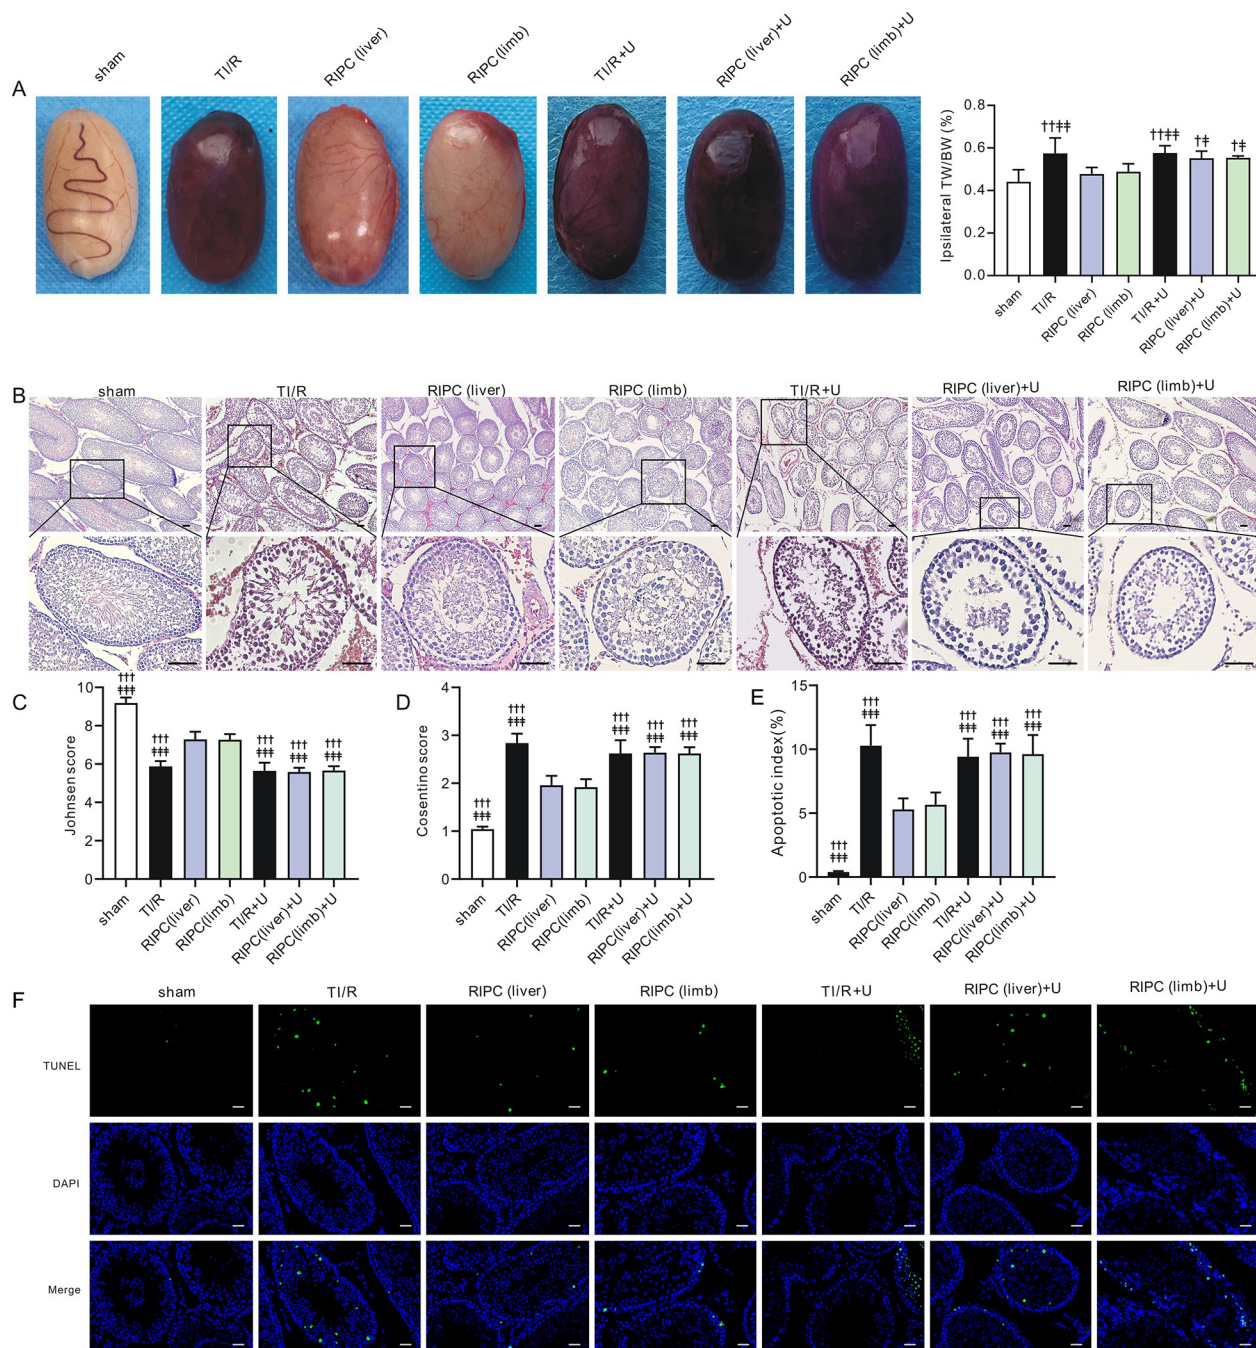 sham
TI/R
RIPC (liver)
RIPC (limb)
TI/R+U
RIPC (liver)+U
RIPC (limb)+U
A
Ipsilateral TW/BW (%)
0.8
0.6
0.4
0.2
0.0
††‡‡
††‡‡
†‡
†‡
sham
TI/R
RIPC (liver)
RIPC (limb)
TI/R+U
RIPC (liver)+U
RIPC (limb)+U
B
sham
TI/R
RIPC (liver)
RIPC (limb)
TI/R+U
RIPC (liver)+U
RIPC (limb)+U
C
Johnsen score
10
8
6
4
2
0
†††
‡‡‡
†††
‡‡‡
†††
‡‡‡
†††
‡‡‡
†††
‡‡‡
sham
TI/R
RIPC(liver)
RIPC(limb)
TI/R+U
RIPC(liver)+U
RIPC(limb)+U
D
Cosentino score
4
3
2
1
0
†††
‡‡‡
†††
‡‡‡
†††
‡‡‡
†††
‡‡‡
†††
‡‡‡
sham
TI/R
RIPC(liver)
RIPC(limb)
TI/R+U
RIPC(liver)+U
RIPC(limb)+U
E
Apoptotic index(%)
15
10
5
0
†††
‡‡‡
†††
‡‡‡
†††
‡‡‡
†††
‡‡‡
†††
‡‡‡
sham
TI/R
RIPC(liver)
RIPC(limb)
TI/R+U
RIPC(liver)+U
RIPC(limb)+U
F
sham
TI/R
RIPC (liver)
RIPC (limb)
TI/R+U
RIPC (liver)+U
RIPC (limb)+U
TUNEL
DAPI
Merge